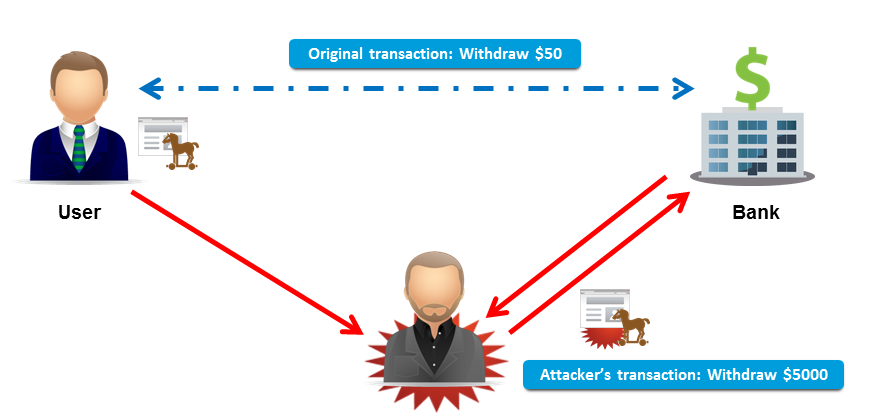 Original transaction: Withdraw $50
User
Bank
Attacker’s transaction: Withdraw $5000